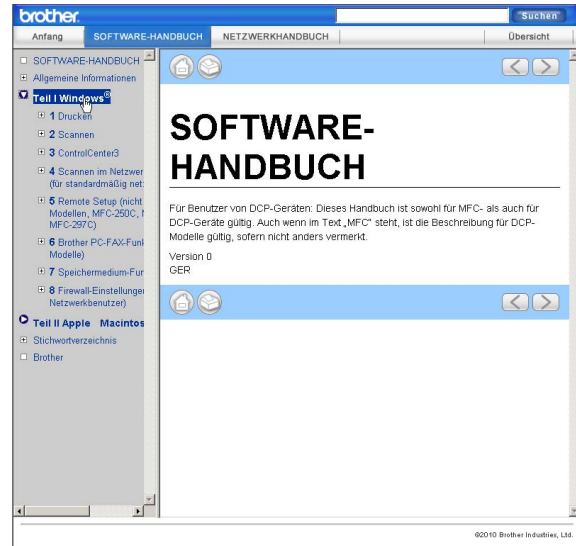 brother.
Suchen
Anfang
SOFTWARE-HANDBUCH
NETZWERKHANDBUCH
Übersicht
SOFTWARE-HANDBUCH
Allgemeine Informationen
Teil I Windows®
1 Drucken
2 Scannen
3 ControlCenter3
4 Scannen im Netzwer
(für standardmäßig net
5 Remote Setup (nicht
Modellen, MFC-250C, M
MFC-297C)
6 Brother PC-FAX-Funk
Modelle)
7 Speichermedium-Fun
8 Firewall-Einstellungen
Netzwerkbenutzer)
Teil II Apple Macintos
Stichwortverzeichnis
Brother
SOFTWARE-
HANDBUCH
Für Benutzer von DCP-Geräten: Dieses Handbuch ist sowohl für MFC- als auch für
DCP-Geräte gültig. Auch wenn im Text „MFC“ steht, ist die Beschreibung für DCP-
Modelle gültig, sofern nicht anders vermerkt.
Version 0
GER
©2010 Brother Industries, Ltd.